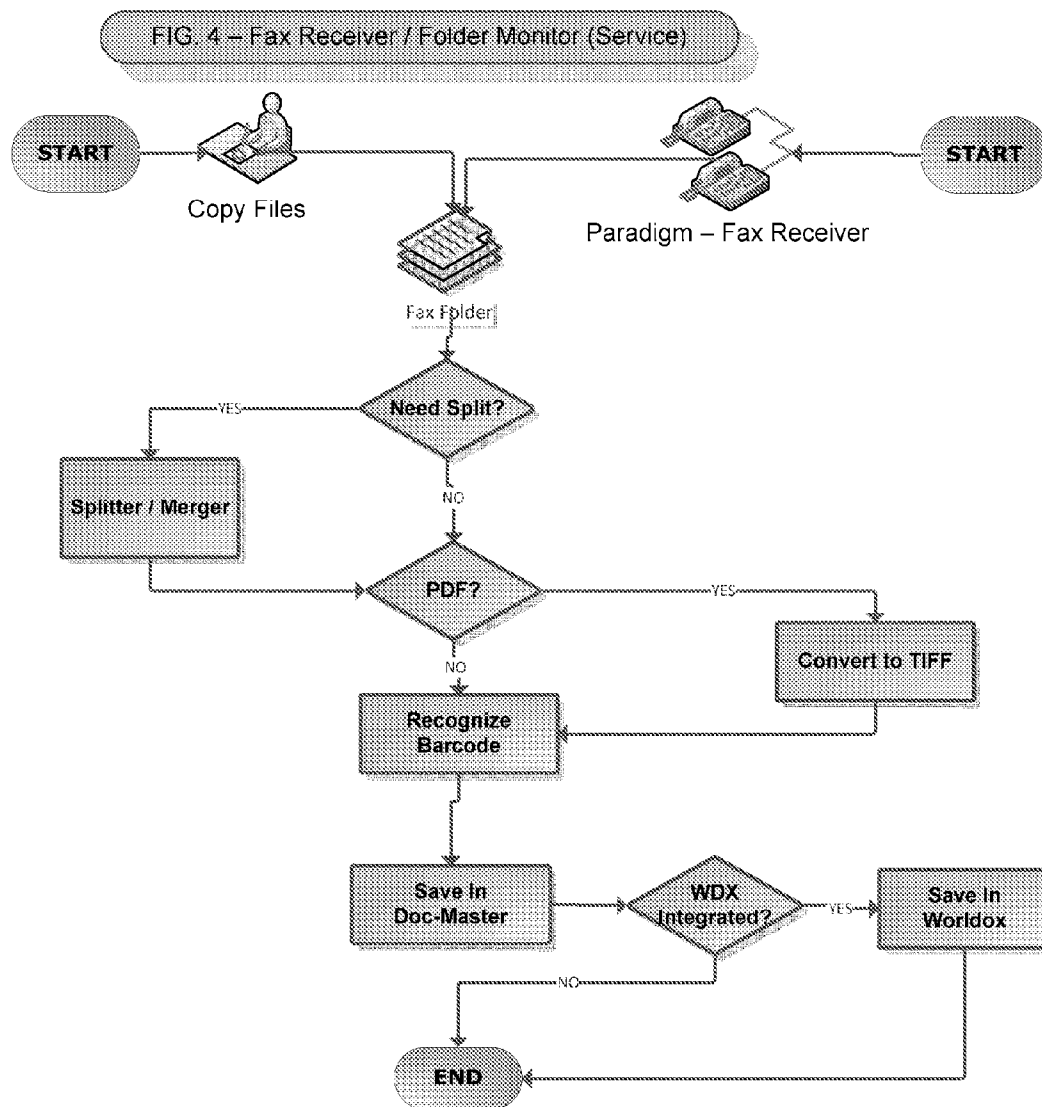 FIG. 4 – Fax Receiver / Folder Monitor (Service)
START
START
Copy Files
Paradigm – Fax Receiver
Fax Folder
Need Split?
YES
Splitter / Merger
NO
PDF?
YES
Convert to TIFF
NO
Recognize
Barcode
Save In
Doc-Master
WDX
Integrated?
YES
Save In
Worldox
NO
END